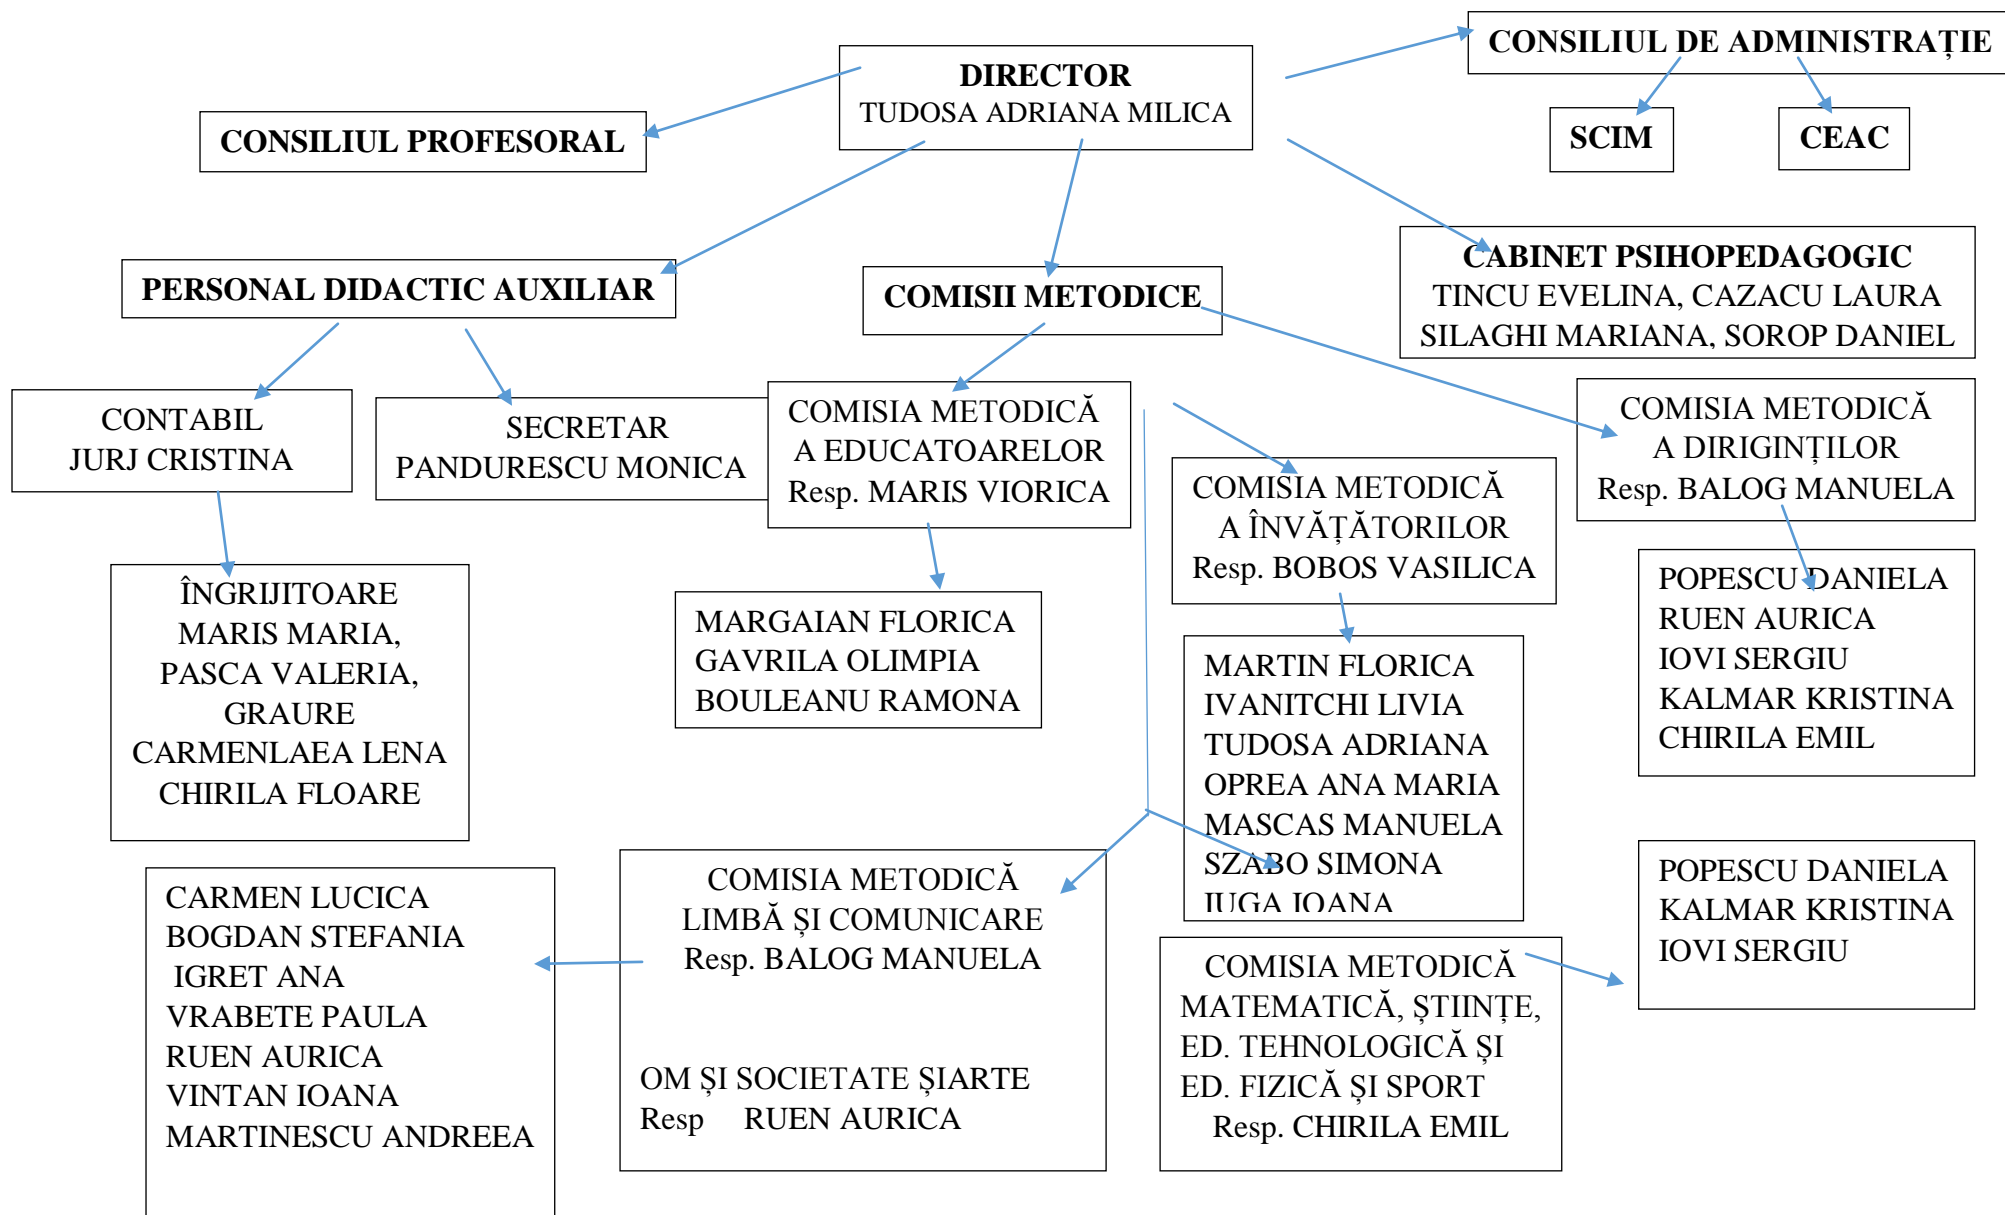 CONSILIUL DE ADMINISTRAȚIE
DIRECTOR
TUDOSA ADRIANA MILICA
CONSILIUL PROFESORAL
SCIM
CEAC
CABINET PSIHOPEDAGOGIC
TINCU EVELINA, CAZACU LAURA
SILAGHI MARIANA, SOROP DANIEL
PERSONAL DIDACTIC AUXILIAR
COMISII METODICE
CONTABIL
JURJ CRISTINA
SECRETAR
PANDURESCU MONICA
COMISIA METODICĂ
A EDUCATOARELOR
Resp. MARIS VIORICA
COMISIA METODICĂ
A ÎNVĂȚĂTORILOR
Resp. BOBOS VASILICA
COMISIA METODICĂ
A DIRIGINȚILOR
Resp. BALOG MANUELA
ÎNGRIJITOARE
MARIS MARIA,
PASCA VALERIA,
GRAURE
CARMENLAEA LENA
CHIRILA FLOARE
MARGAIAN FLORICA
GAVRILA OLIMPIA
BOULEANU RAMONA
MARTIN FLORICA
IVANITCHI LIVIA
TUDOSA ADRIANA
OPREA ANA MARIA
MASCAS MANUELA
SZABO SIMONA
IUGA IOANA
POPESCU DANIELA
RUEN AURICA
IOVI SERGIU
KALMAR KRISTINA
CHIRILA EMIL
CARMEN LUCICA
BOGDAN STEFANIA
IGRET ANA
VRABETE PAULA
RUEN AURICA
VINTAN IOANA
MARTINESCU ANDREEA
COMISIA METODICĂ
LIMBĂ ȘI COMUNICARE
Resp. BALOG MANUELA
OM ȘI SOCIETATE ȘIARTE
Resp RUEN AURICA
COMISIA METODICĂ
MATEMATICĂ, ȘTIINȚE,
ED. TEHNOLOGICĂ ȘI
ED. FIZICĂ ȘI SPORT
Resp. CHIRILA EMIL
POPESCU DANIELA
KALMAR KRISTINA
IOVI SERGIU